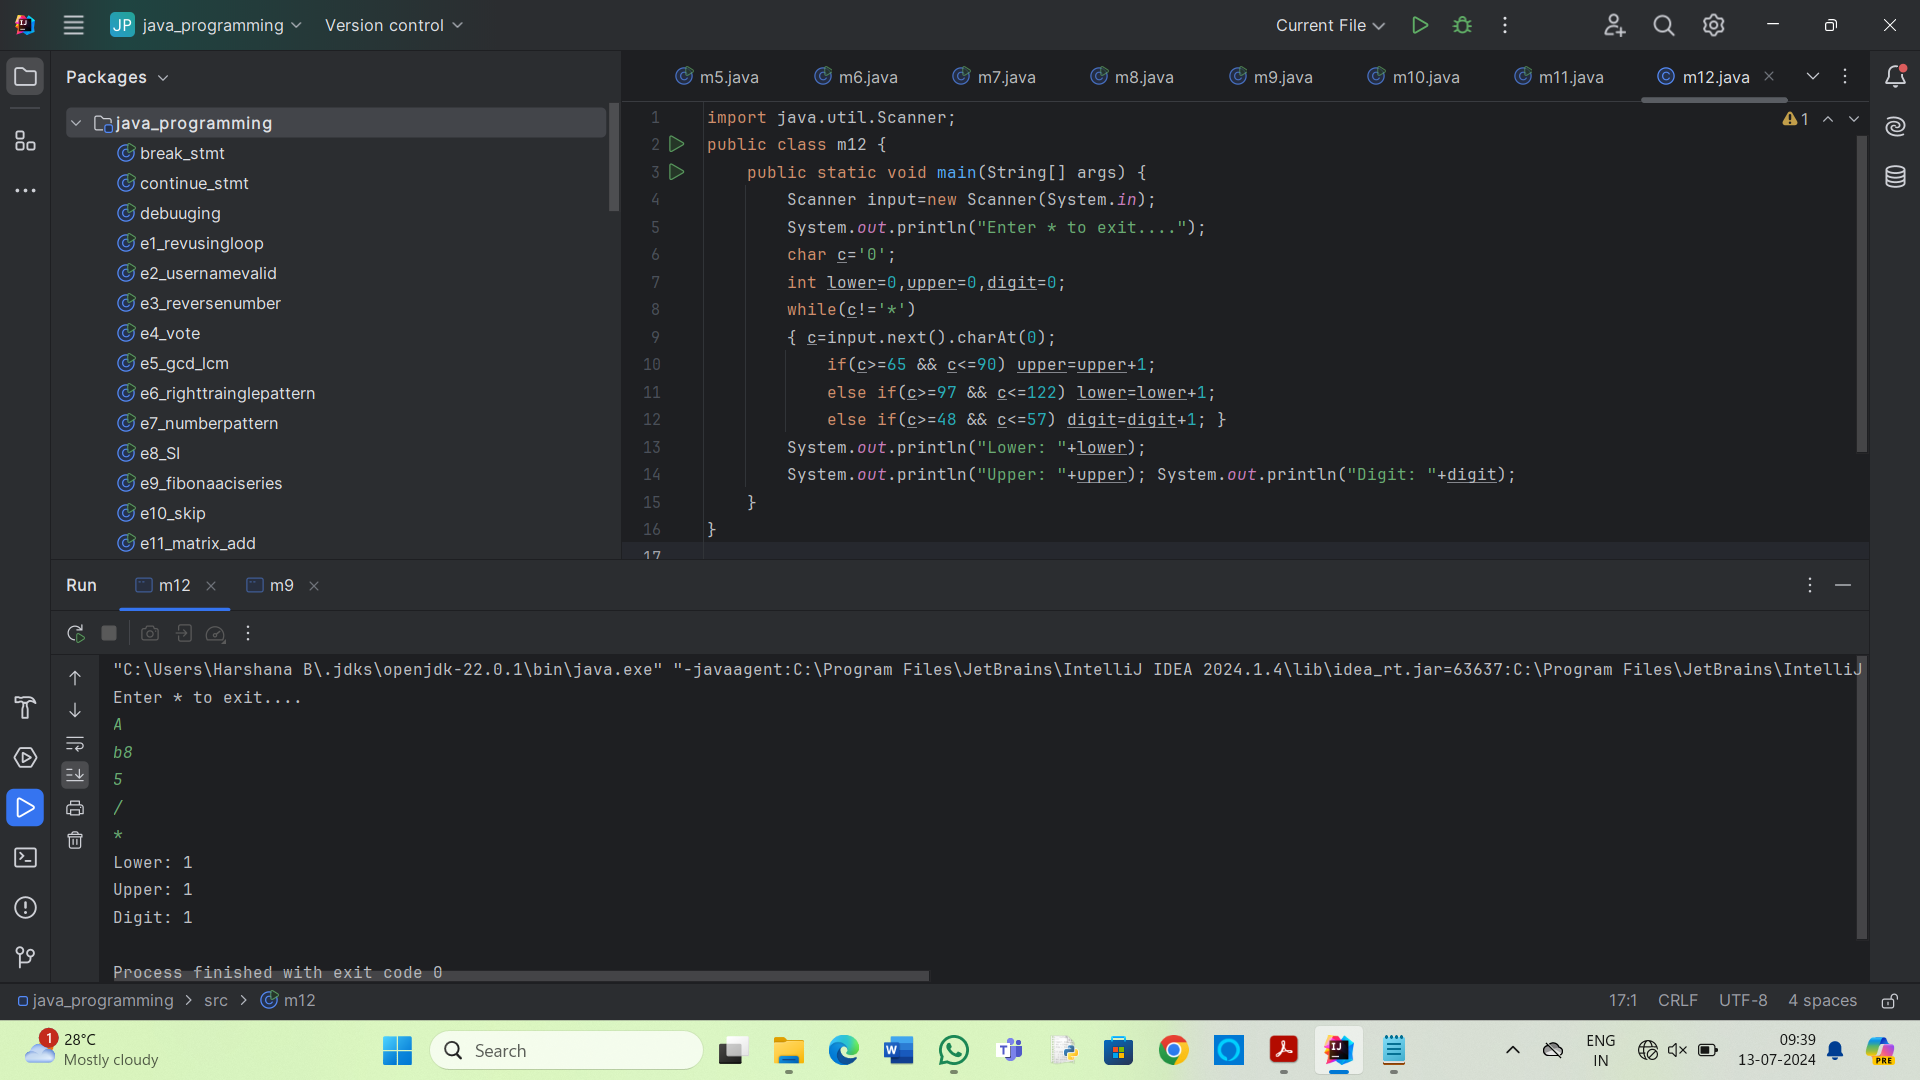 JP java_programming Version control Current File
Packages
m5.java m6.java m7.java m8.java m9.java m10.java m11.java m12.java
java_programming
break_stmt
continue_stmt
debuuging
e1_revusingloop
e2_usernamevalid
e3_reversenumber
e4_vote
e5_gcd_lcm
e6_righttrainglepattern
e7_numberpattern
e8_SI
e9_fibonaaciseries
e10_skip
e11_matrix_add
1 import java.util.Scanner;
2 public class m12 {
3 public static void main(String[] args) {
4 Scanner input=new Scanner(System.in);
5 System.out.println("Enter * to exit....");
6 char c='0';
7 int lower=0,upper=0,digit=0;
8 while(c!='*')
9 { c=input.next().charAt(0);
10 if(c>=65 && c<=90) upper=upper+1;
11 else if(c>=97 && c<=122) lower=lower+1;
12 else if(c>=48 && c<=57) digit=digit+1; }
13 System.out.println("Lower: "+lower);
14 System.out.println("Upper: "+upper); System.out.println("Digit: "+digit);
15 }
16 }
17
1
Run m12 m9
"C:\Users\Harshana B\.jdks\openjdk-22.0.1\bin\java.exe" "-javaagent:C:\Program Files\JetBrains\IntelliJ IDEA 2024.1.4\lib\idea_rt.jar=63637:C:\Program Files\JetBrains\IntelliJ
Enter * to exit....
A
b8
5
/
*
Lower: 1
Upper: 1
Digit: 1
Process finished with exit code 0
java_programming > src > m12 17:1 CRLF UTF-8 4 spaces
1 28°C
Mostly cloudy
Search
ENG
IN
09:39
13-07-2024
PRE